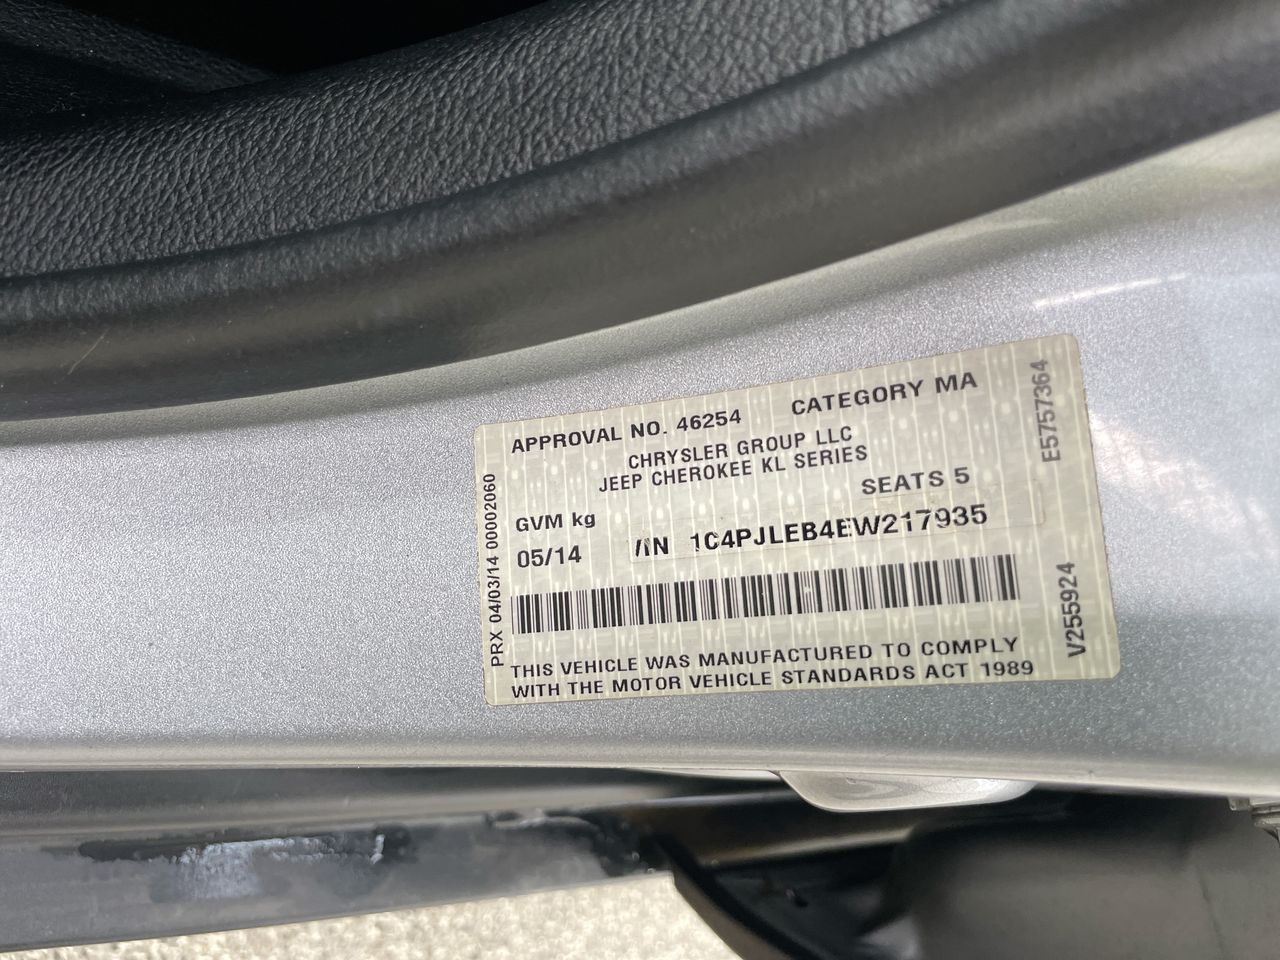 APPROVAL NO. 46254 CATEGORY MA
CHRYSLER GROUP LLC
JEEP CHEROKEE KL SERIES
SEATS 5
GVM kg
05/14 1C4PJLEB4EW217935
THIS VEHICLE WAS MANUFACTURED TO COMPLY
WITH THE MOTOR VEHICLE STANDARDS ACT 1989
PRX 04/03/14 00002060
E5757364
V255924